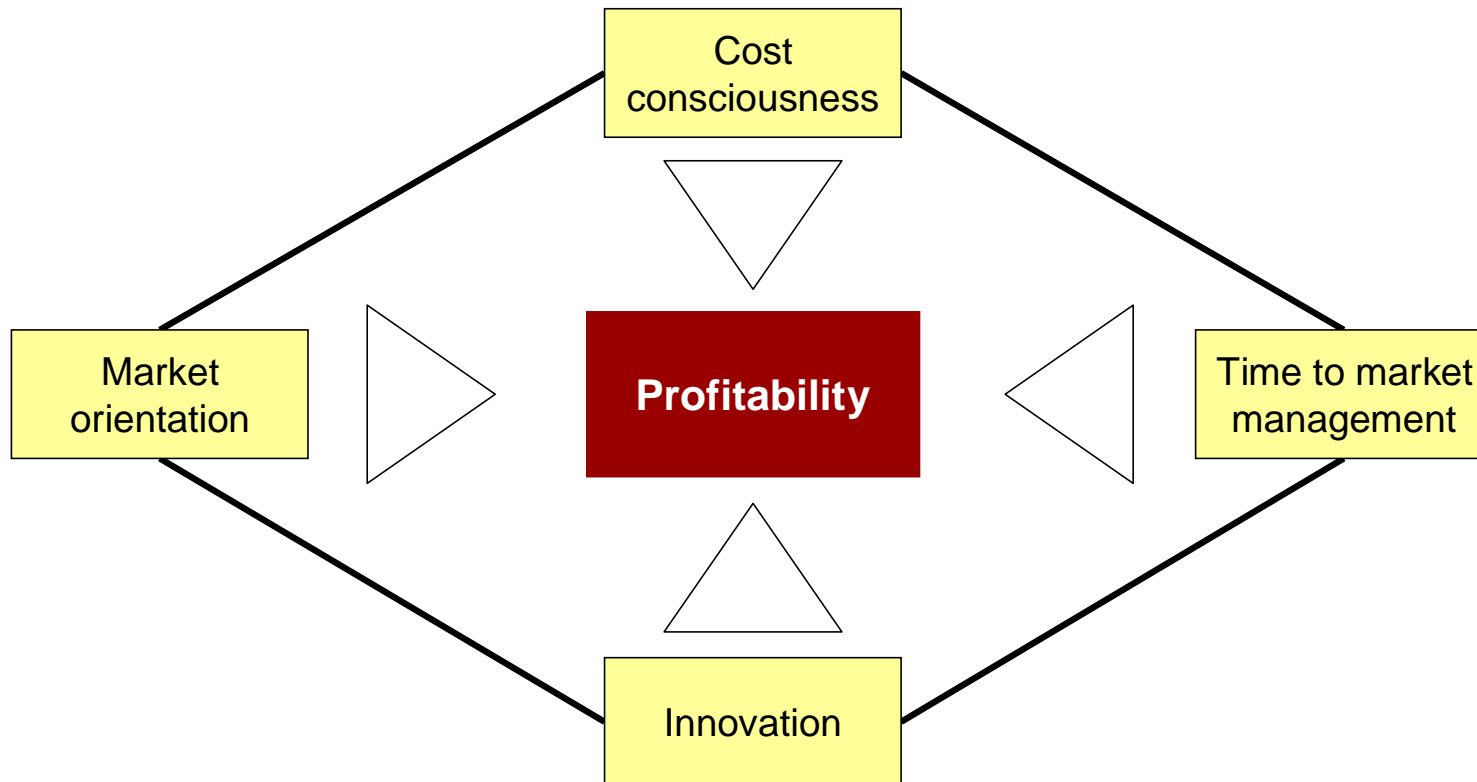 Cost
consciousness
Market
orientation
Profitability
Time to market
management
Innovation